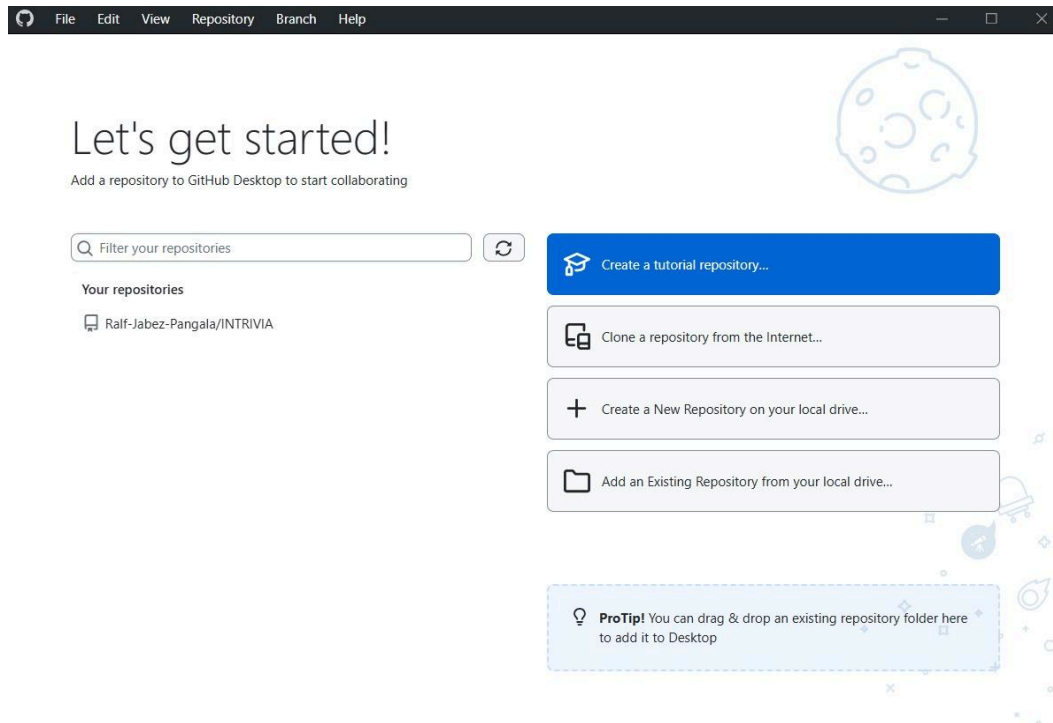 File Edit View Repository Branch Help
Let's get started!
Add a repository to GitHub Desktop to start collaborating
Filter your repositories
Your repositories
Ralf-Jabez-Pangala/INTRIVIA
Create a tutorial repository...
Clone a repository from the Internet...
Create a New Repository on your local drive...
Add an Existing Repository from your local drive...
ProTip! You can drag & drop an existing repository folder here
to add it to Desktop